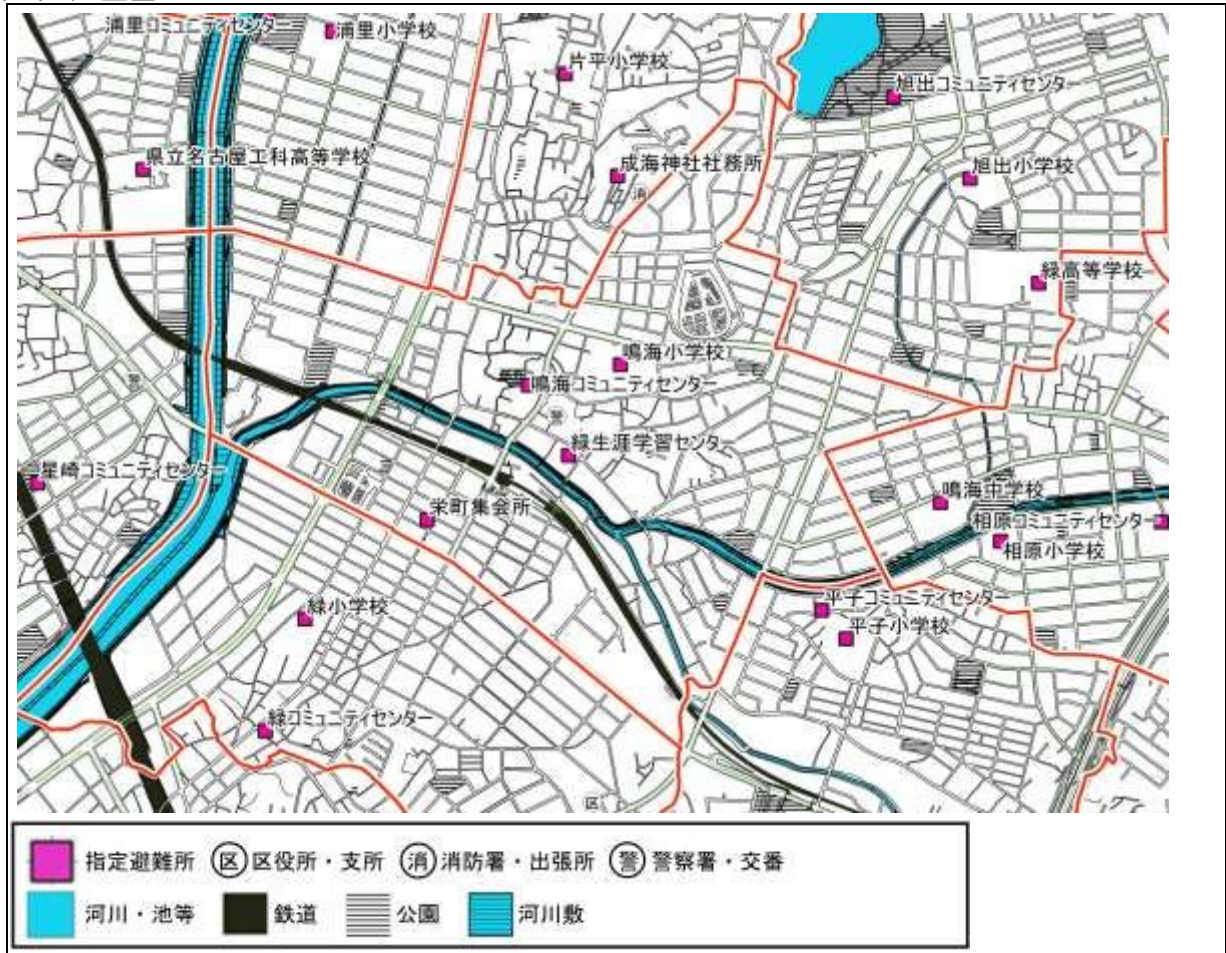 浦里コミュニティセンター
浦里小学校
片平小学校
旭出コミュニティセンター
県立名古屋工科高等学校
成海神社社務所
消
旭出小学校
緑高等学校
鳴海小学校
鳴海コミュニティセンター
警
警
緑生涯学習センター
星崎コミュニティセンター
栄町集会所
鳴海中学校
相原コミュニティセンター
相原小学校
平子コミュニティセンター
平子小学校
緑小学校
緑コミュニティセンター
区
指定避難所 区 区役所・支所 消 消防署・出張所 警 警察署・交番
河川・池等 鉄道 公園 河川敷